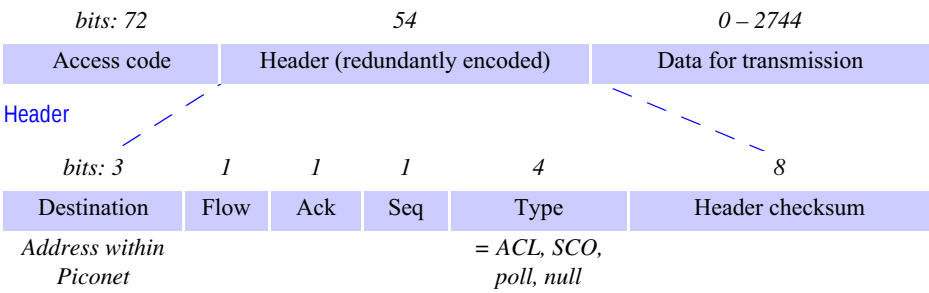 bits: 72 54 0 – 2744
Access code Header (redundantly encoded) Data for transmission
Header
bits: 3 1 1 1 4 8
Destination Flow Ack Seq Type Header checksum
Address within = ACL, SCO,
Piconet poll, null